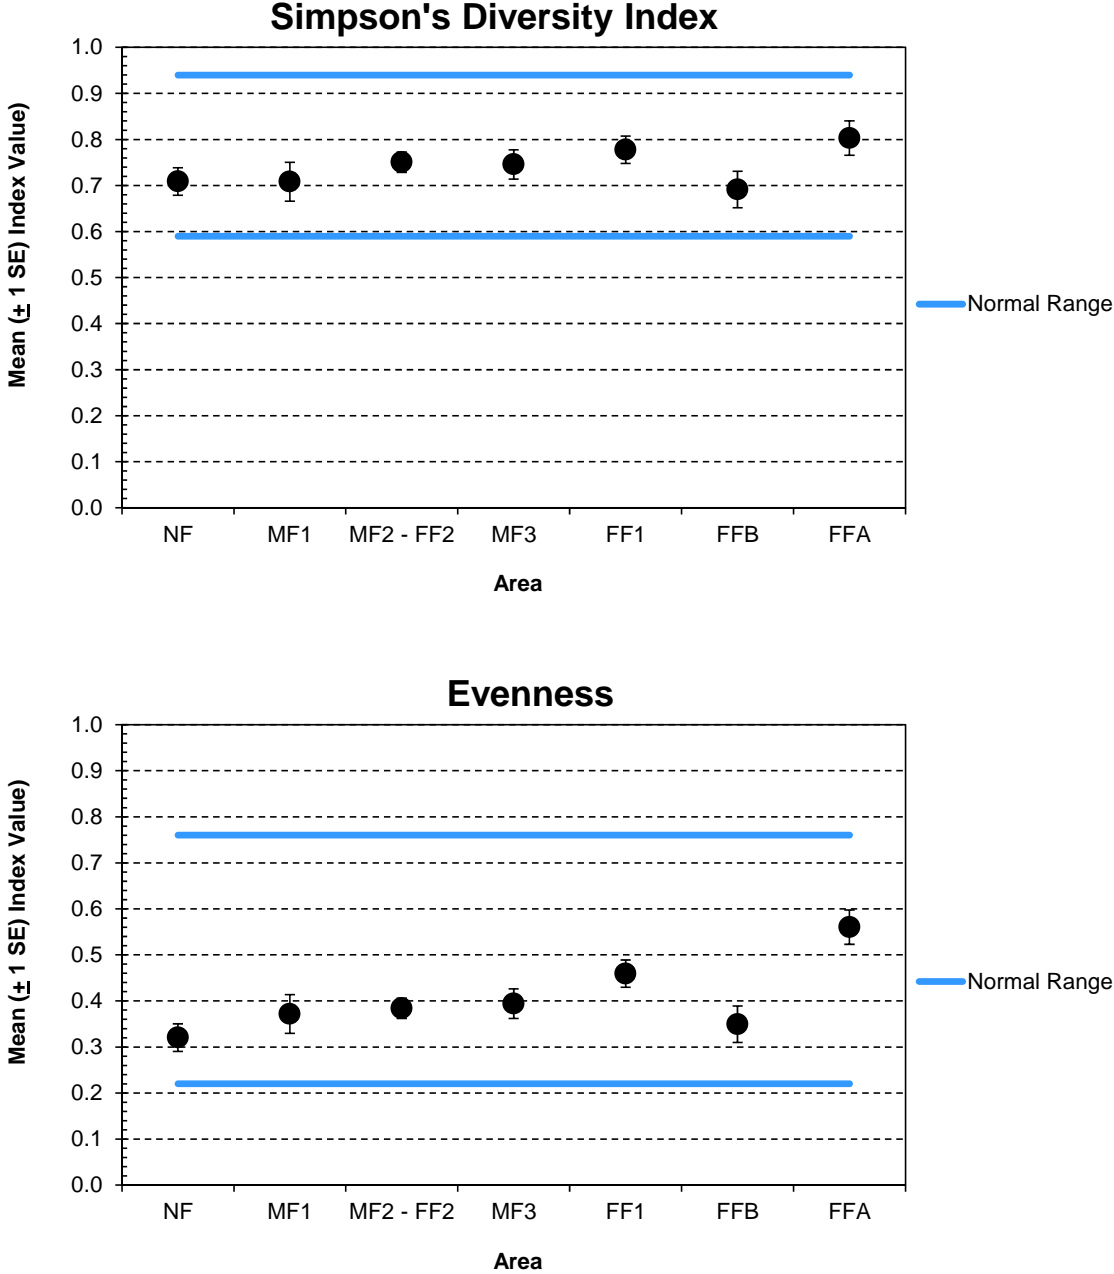 Simpson's Diversity Index
Mean (± 1 SE) Index Value)
1.0
0.9
0.8
0.7
0.6
0.5
0.4
0.3
0.2
0.1
0.0
NF MF1 MF2 - FF2 MF3 FF1 FFB FFA
Area
Normal Range
Evenness
Mean (± 1 SE) Index Value)
1.0
0.9
0.8
0.7
0.6
0.5
0.4
0.3
0.2
0.1
0.0
NF MF1 MF2 - FF2 MF3 FF1 FFB FFA
Area
Normal Range